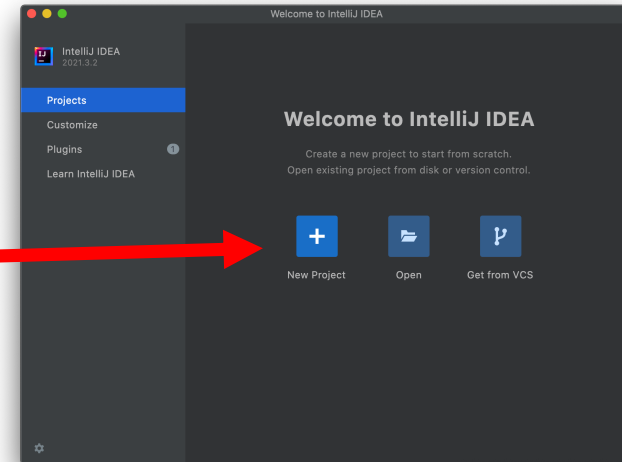 Welcome to IntelliJ IDEA
IJ
IntelliJ IDEA
2021.3.2
Projects
Customize
Plugins 1
Learn IntelliJ IDEA
Welcome to IntelliJ IDEA
Create a new project to start from scratch.
Open existing project from disk or version control.
New Project Open Get from VCS